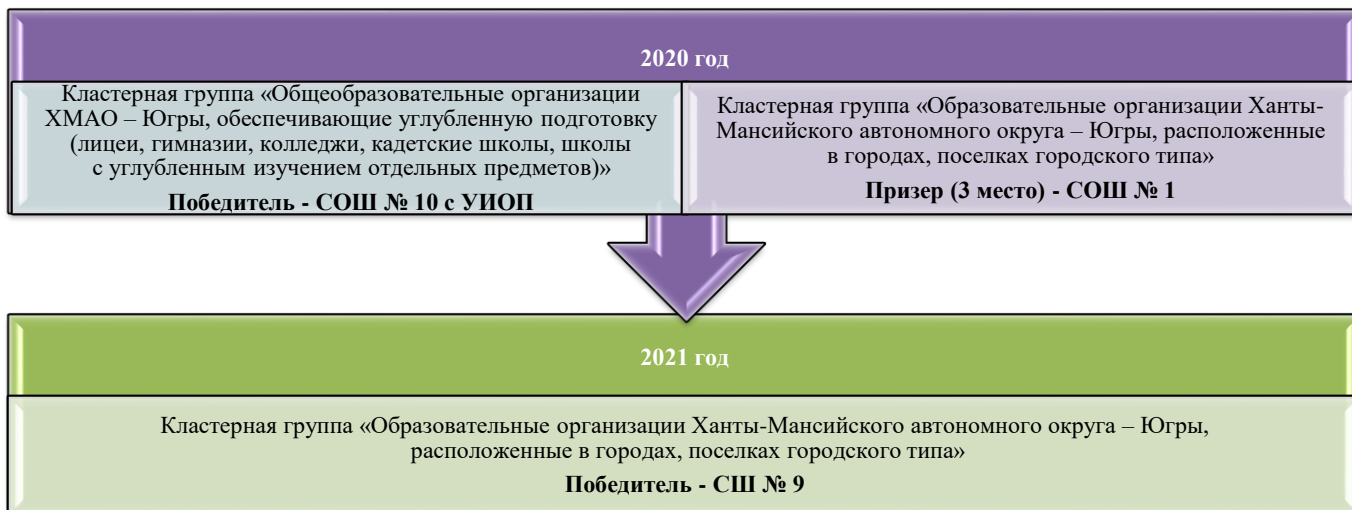 2020 год
Кластерная группа «Общеобразовательные организации
ХМАО – Югры, обеспечивающие углубленную подготовку
(лицеи, гимназии, колледжи, кадетские школы, школы
с углубленным изучением отдельных предметов)»
Победитель - СОШ № 10 с УИОП
Кластерная группа «Образовательные организации Ханты-
Мансийского автономного округа – Югры, расположенные
в городах, поселках городского типа»
Призер (3 место) - СОШ № 1
2021 год
Кластерная группа «Образовательные организации Ханты-Мансийского автономного округа – Югры,
расположенные в городах, поселках городского типа»
Победитель - СШ № 9